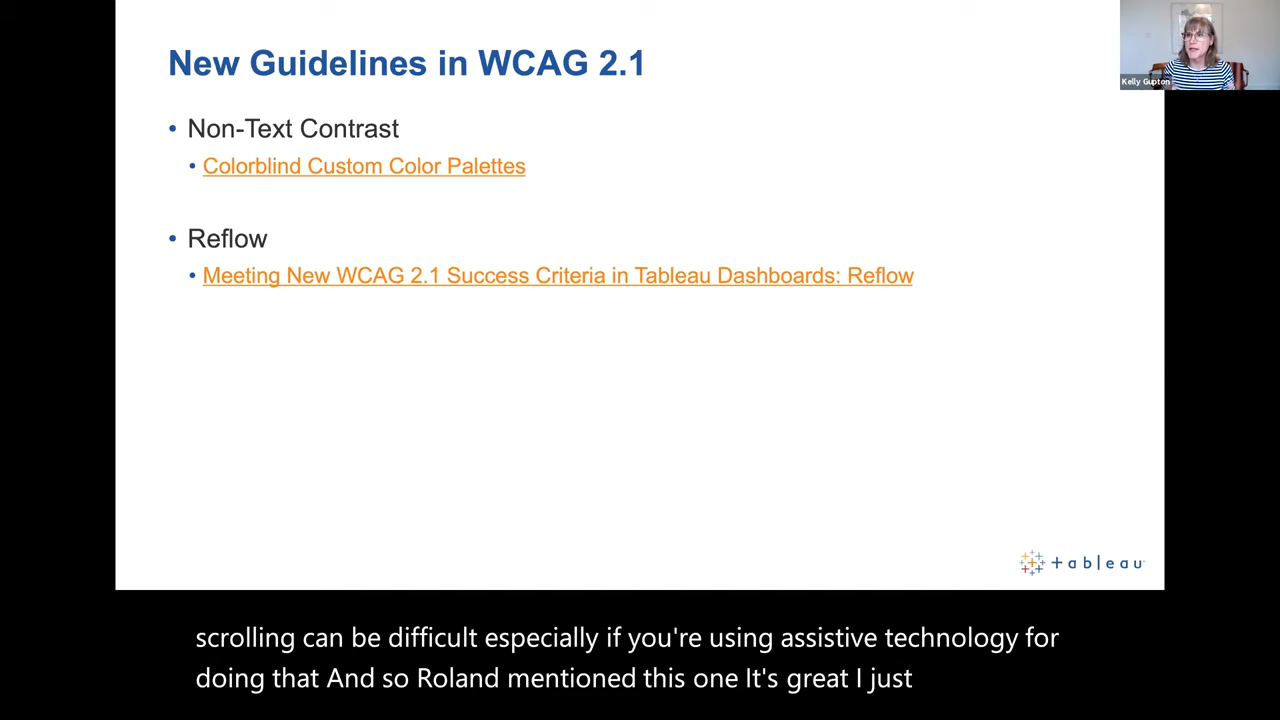 New Guidelines in WCAG 2.1
Kelly Gupton
• Non-Text Contrast
• Colorblind Custom Color Palettes
• Reflow
• Meeting New WCAG 2.1 Success Criteria in Tableau Dashboards: Reflow
+ableau
scrolling can be difficult especially if you're using assistive technology for
doing that And so Roland mentioned this one It's great I just